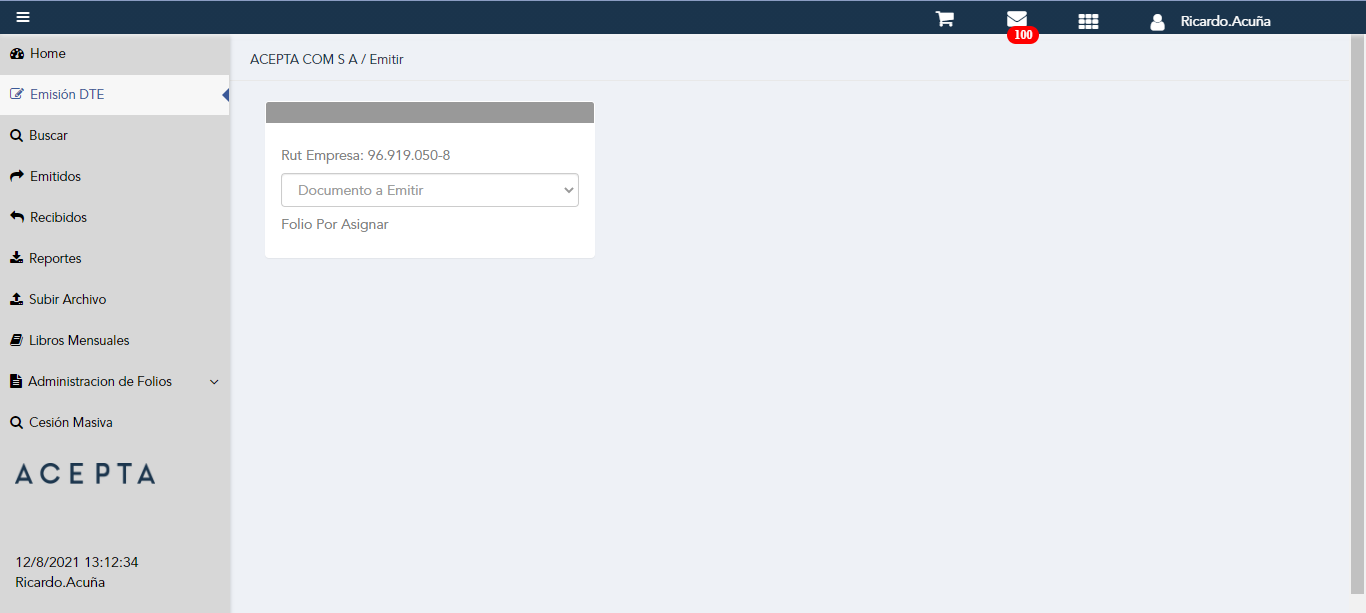 100
Ricardo.Acuña
Home
Emisión DTE
Buscar
Emitidos
Recibidos
Reportes
Subir Archivo
Libros Mensuales
Administracion de Folios
Cesión Masiva
ACEPTA
12/8/2021 13:12:34
Ricardo.Acuña
ACEPTA COM S A / Emitir
Rut Empresa: 96.919.050-8
Documento a Emitir
Folio Por Asignar